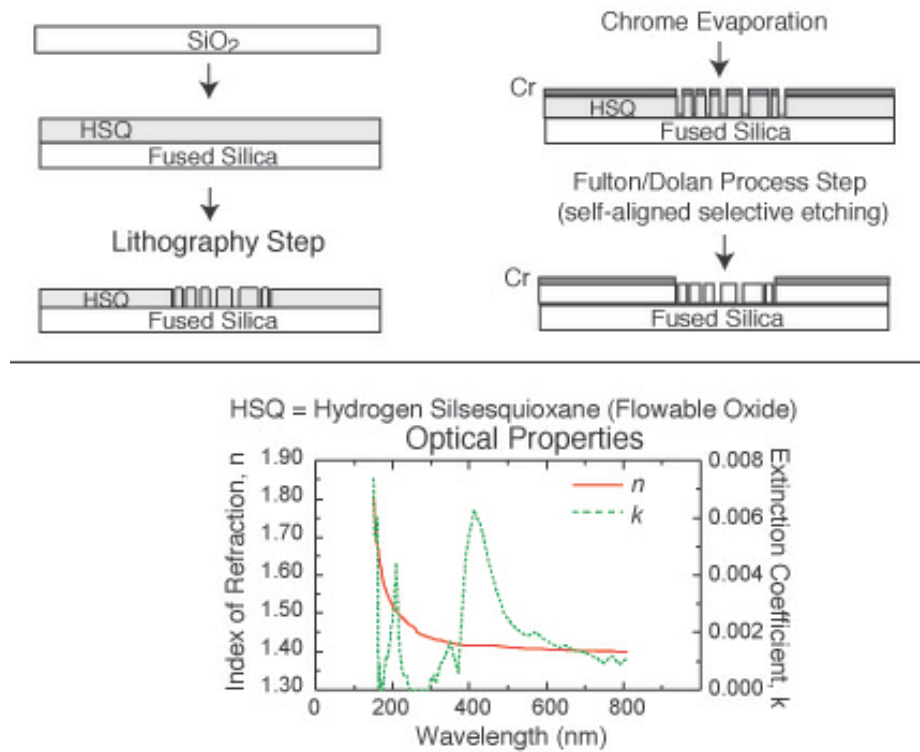 SiO2
HSQ
Fused Silica
Lithography Step
HSQ
Fused Silica
Chrome Evaporation
Cr
HSQ
Fused Silica
Fulton/Dolan Process Step
(self-aligned selective etching)
Cr
Fused Silica
HSQ = Hydrogen Silsesquioxane (Flowable Oxide)
Optical Properties
Index of Refraction, n
1.90
1.80
1.70
1.60
1.50
1.40
1.30
n
k
0.008
0.006
0.004
0.002
0.000
Extinction Coefficient, k
0 200 400 600 800
Wavelength (nm)